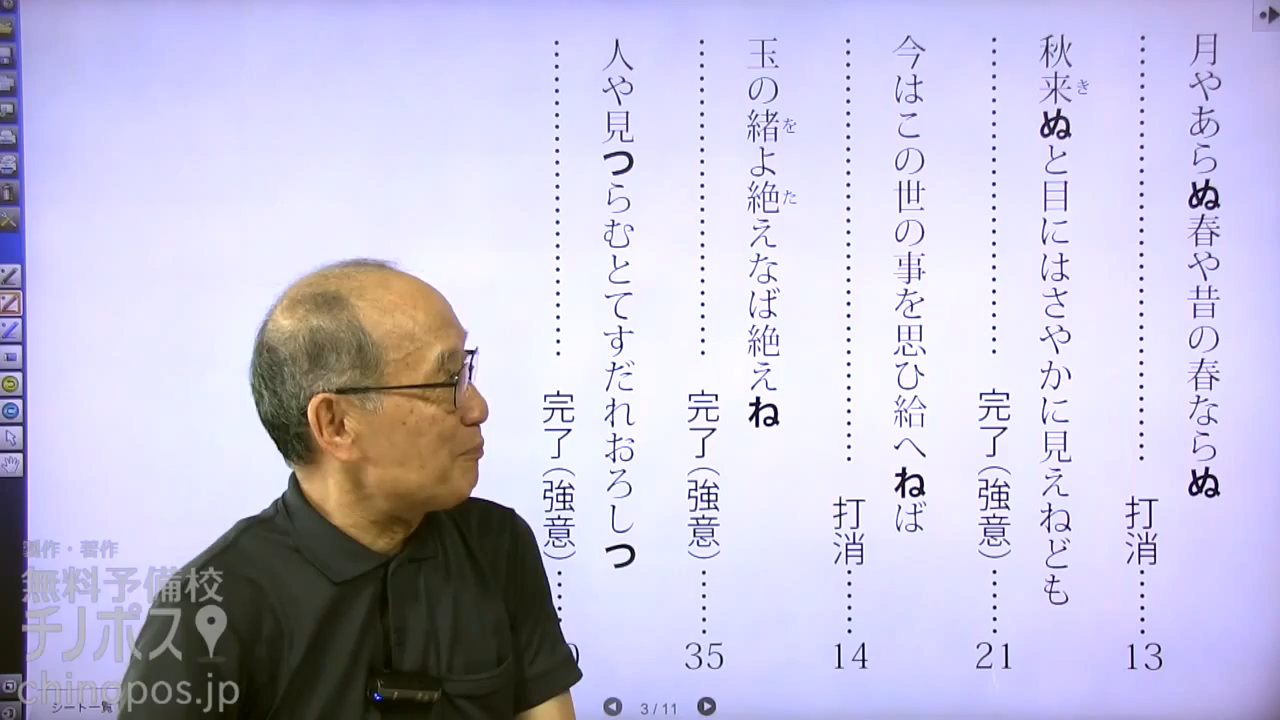 月やあらぬ春や昔の春ならぬ
……………………………打消……13
秋来ぬと目にはさやかに見えねども
き
……………………完了(強意)……21
今はこの世の事を思ひ給へねば
……………………………打消……14
玉の緒よ絶えなば絶えね
を
た
……………………完了(強意)……35
人や見つらむとてすだれおろしつ
……………………完了(強意)……
製作・著作
無料予備校
チノポス
chinopos.jp
シート一覧
3 / 11